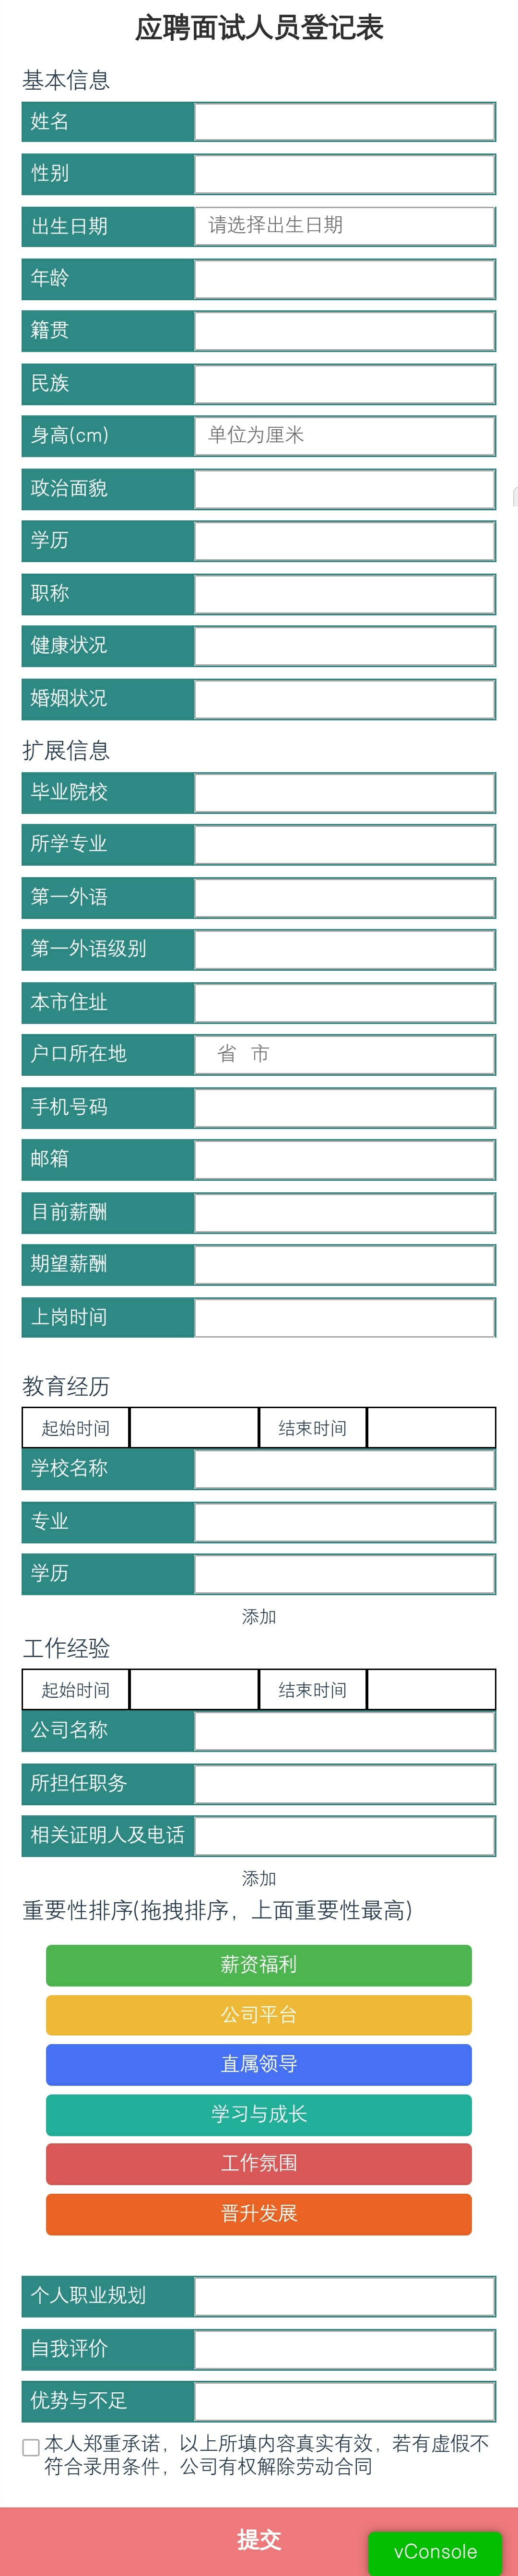 应聘面试人员登记表
基本信息
姓名
性别
出生日期 请选择出生日期
年龄
籍贯
民族
身高(cm) 单位为厘米
政治面貌
学历
职称
健康状况
婚姻状况
扩展信息
毕业院校
所学专业
第一外语
第一外语级别
本市住址
户口所在地 省 市
手机号码
邮箱
目前薪酬
期望薪酬
上岗时间
教育经历
起始时间 结束时间
学校名称
专业
学历
添加
工作经验
起始时间 结束时间
公司名称
所担任职务
相关证明人及电话
添加
重要性排序(拖拽排序，上面重要性最高)
薪资福利
公司平台
直属领导
学习与成长
工作氛围
晋升发展
个人职业规划
自我评价
优势与不足
本人郑重承诺，以上所填内容真实有效，若有虚假不
符合录用条件，公司有权解除劳动合同
提交
vConsole